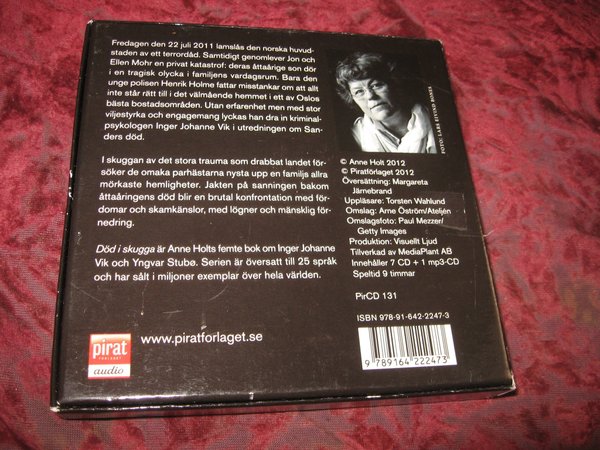 Fredagen den 22 juli 2011 lamslås den norska huvud-
staden av ett terrordåd. Samtidigt genomlever Jon och
Ellen Mohr en privat katastrof: deras åttaårige son dör
i en tragisk olycka i familjens vardagsrum. Bara den
unge polisen Henrik Holme fattar misstankar om att allt
inte står rätt till i det välmående hemmet i ett av Oslos
bästa bostadsområden. Utan erfarenhet men med stor
viljestyrka och engagemang lyckas han dra in kriminal-
psykologen Inger Johanne Vik i utredningen om San-
ders död.
I skuggan av det stora trauma som drabbat landet för-
söker de omaka parhästarna nysta upp en familjs allra
mörkaste hemligheter. Jakten på sanningen bakom
åttaåringens död blir en brutal konfrontation med för-
domar och skamkänslor, med lögner och mänsklig för-
nedring.
Död i skugga är Anne Holts femte bok om Inger Johanne
Vik och Yngvar Stubø. Serien är översatt till 25 språk
och har sålt i miljoner exemplar över hela världen.
pirat
FÖRLAGET
audio
www.piratforlaget.se
FOTO: LARS EIVIND BONES
© Anne Holt 2012
© Piratförlaget 2012
Översättning: Margareta
Järnebrand
Uppläsare: Torsten Wahlund
Omslag: Arne Öström/Ateljén
Omslagsfoto: Paul Mezzer/
Getty Images
Produktion: Visuellt Ljud
Tillverkad av MediaPlant AB
Innehåller 7 CD + 1 mp3-CD
Speltid 9 timmar
PirCD 131
ISBN 978-91-642-2247-3
9 789164 222473